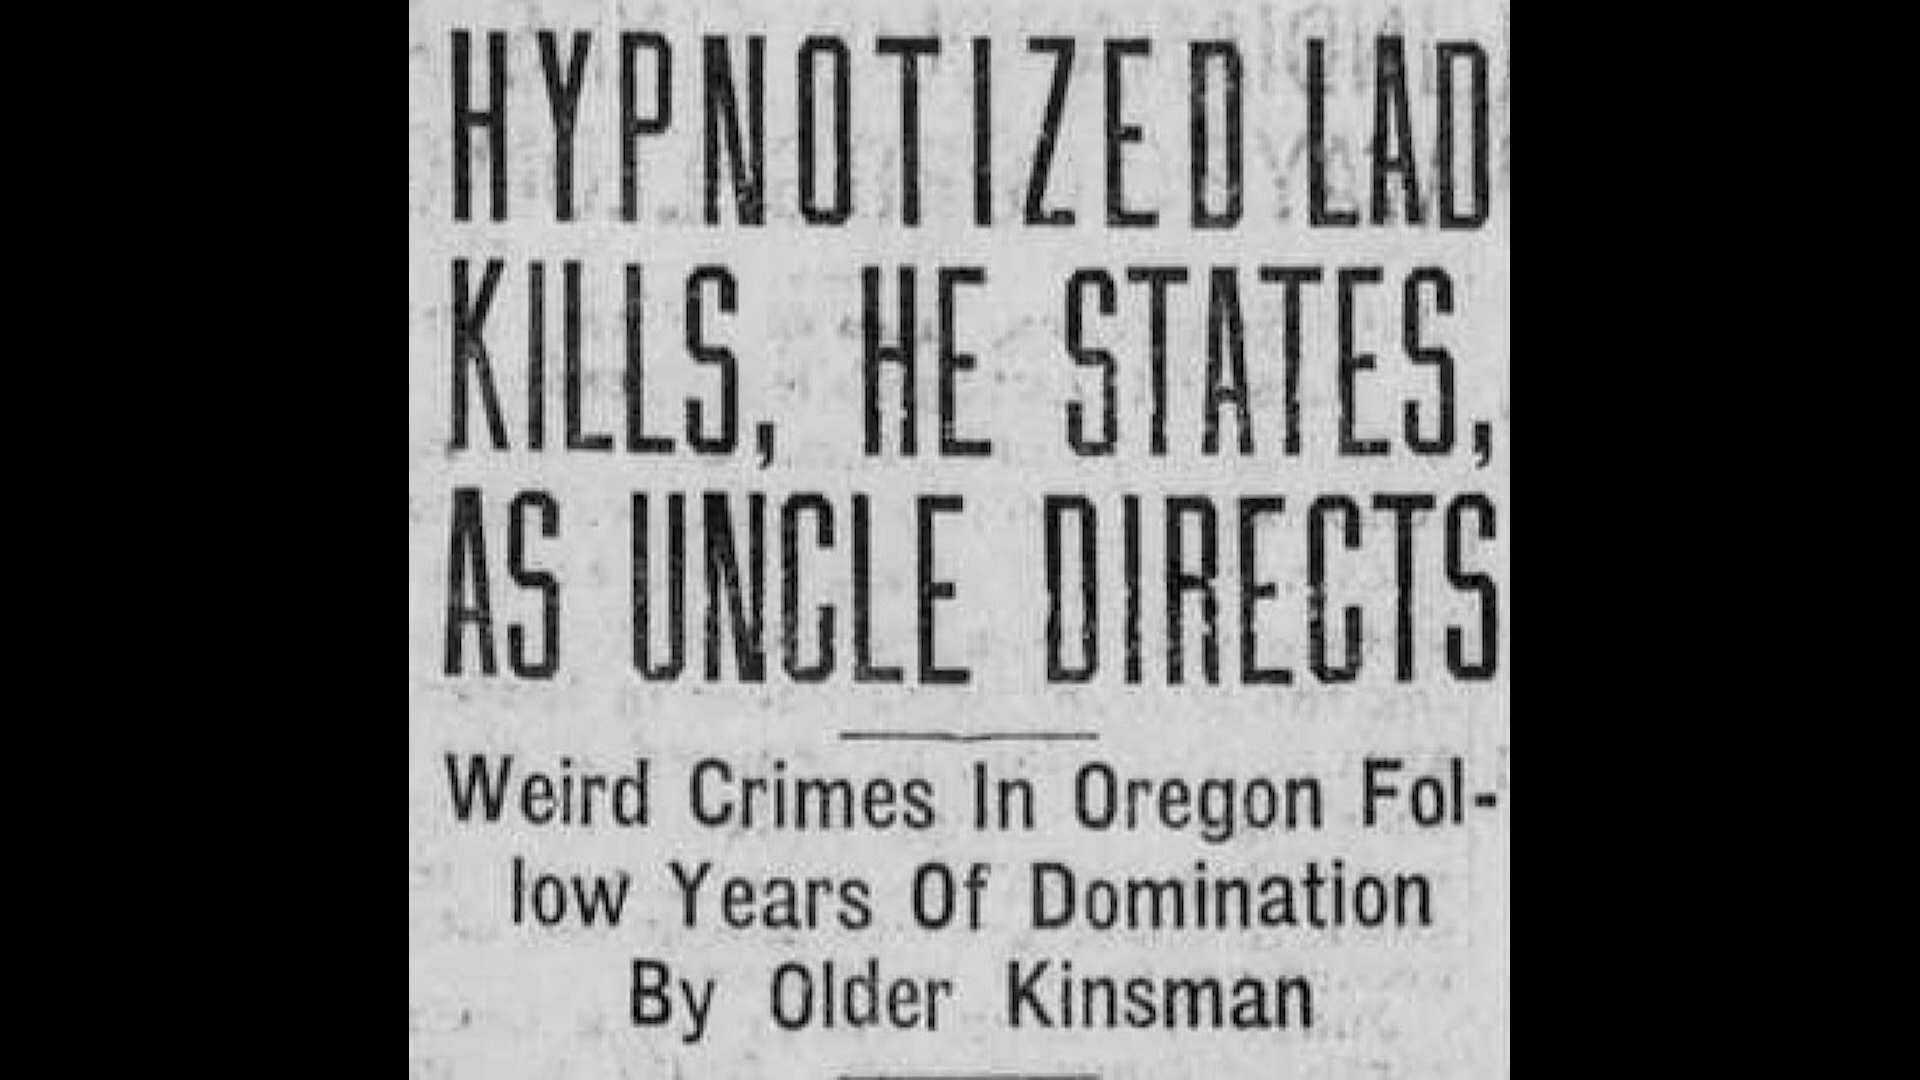 HYPNOTIZED LAD
KILLS, HE STATES,
AS UNCLE DIRECTS
Weird Crimes In Oregon Fol-
low Years Of Domination
By Older Kinsman